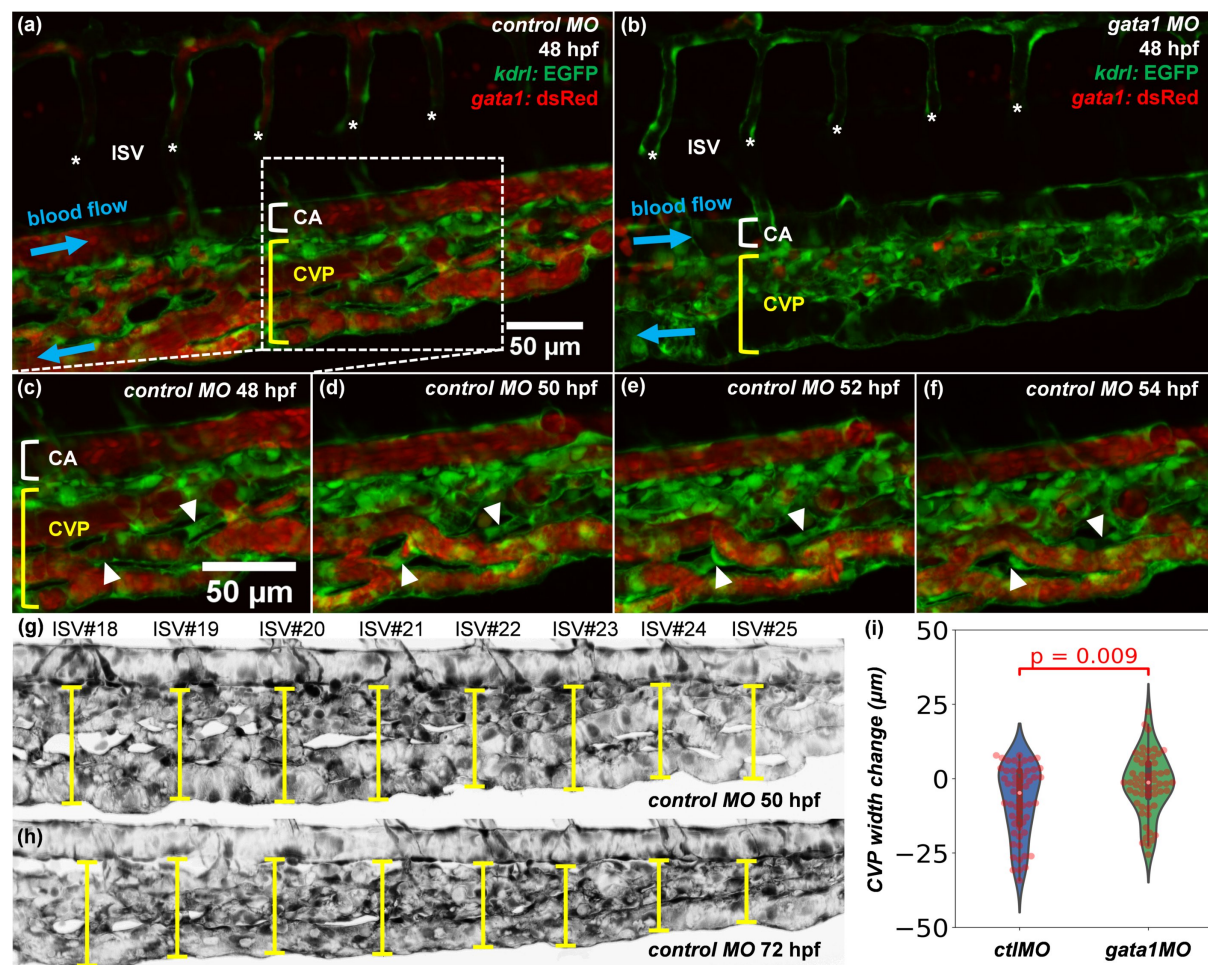 (a)
control MO
48 hpf
kdrl: EGFP
gata1: dsRed
* * * * *
ISV
blood flow
CA
CVP
50 µm
(b)
gata1 MO
48 hpf
kdrl: EGFP
gata1: dsRed
* * * * *
ISV
blood flow
CA
CVP
(c) control MO 48 hpf
CA
CVP
50 µm
(d) control MO 50 hpf
(e) control MO 52 hpf
(f) control MO 54 hpf
(g) ISV#18 ISV#19 ISV#20 ISV#21 ISV#22 ISV#23 ISV#24 ISV#25
control MO 50 hpf
(h)
control MO 72 hpf
(i)
CVP width change (µm)
50
25
0
−25
−50
p = 0.009
ctlMO gata1MO